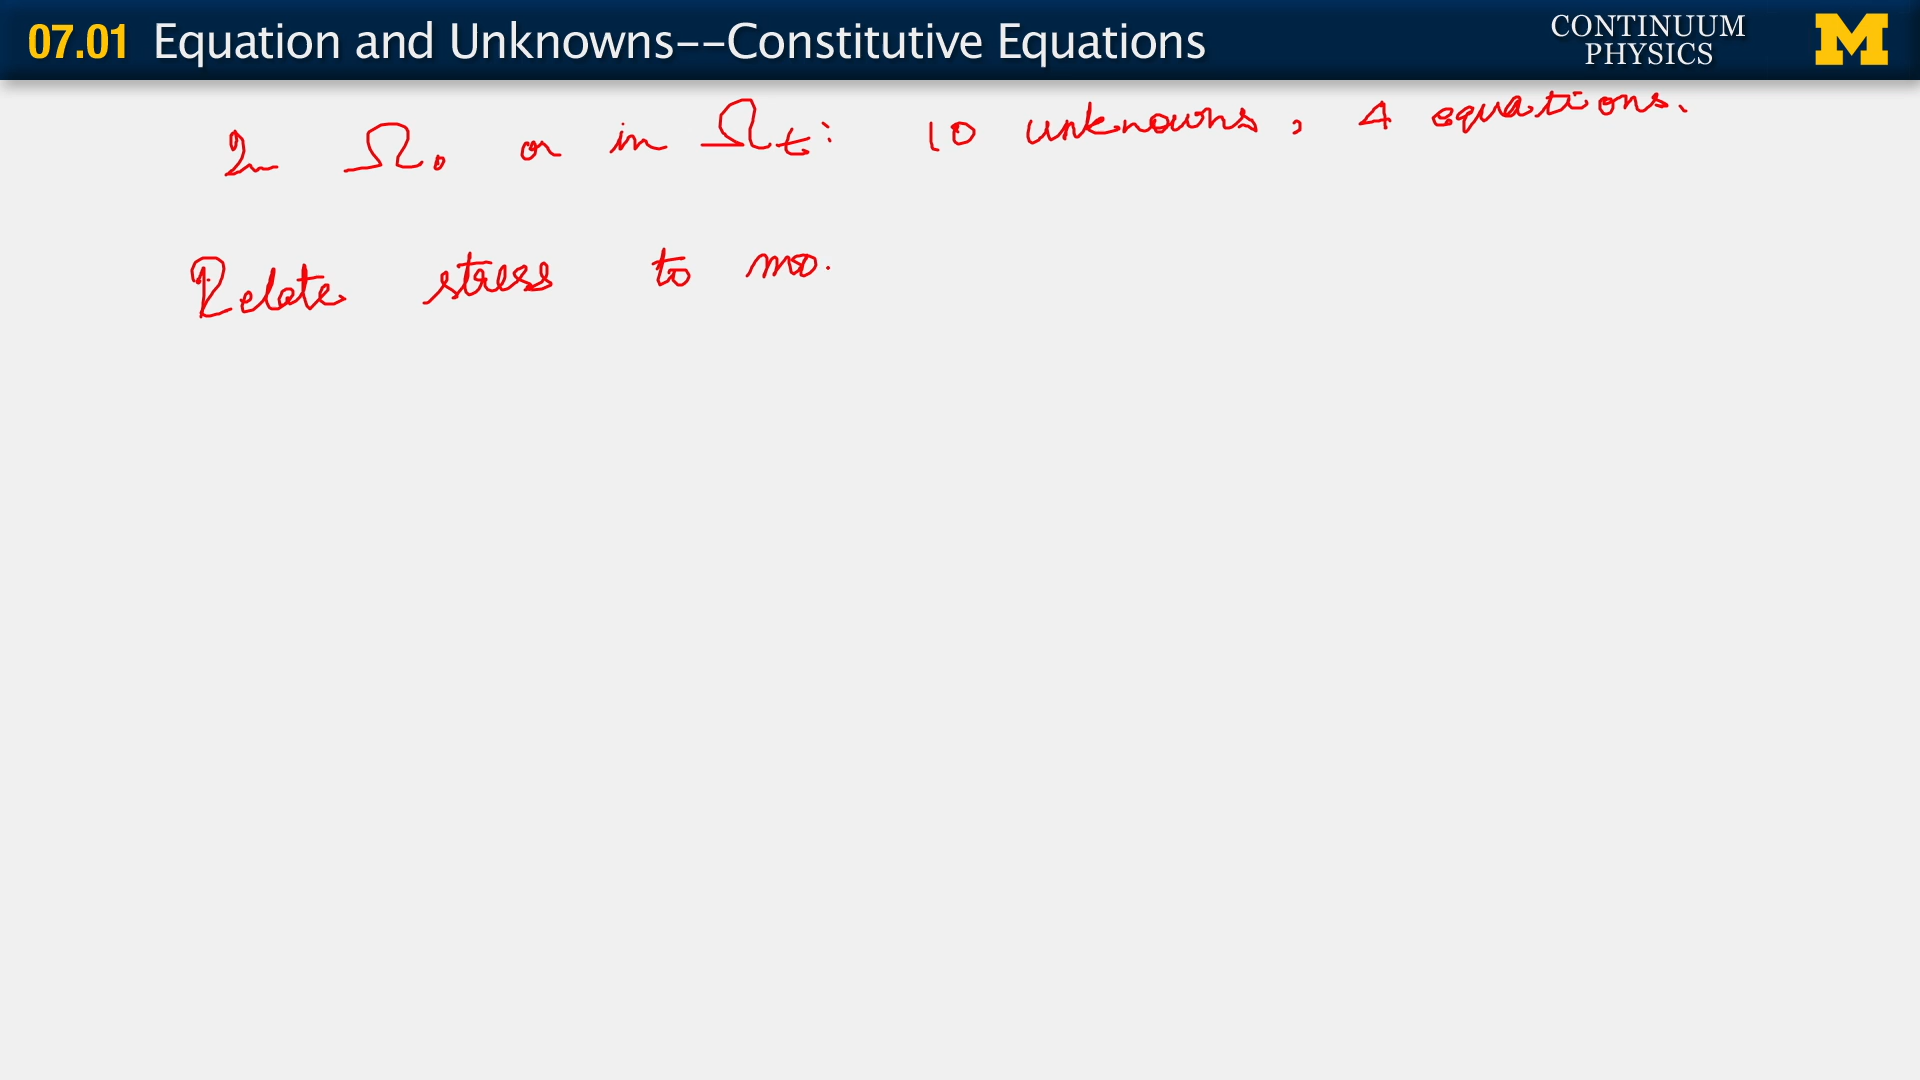 07.01 Equation and Unknowns--Constitutive Equations
CONTINUUM
PHYSICS
M
In Ω₀ or in Ωt: 10 unknowns, 4 equations.
Relate stress to mo.